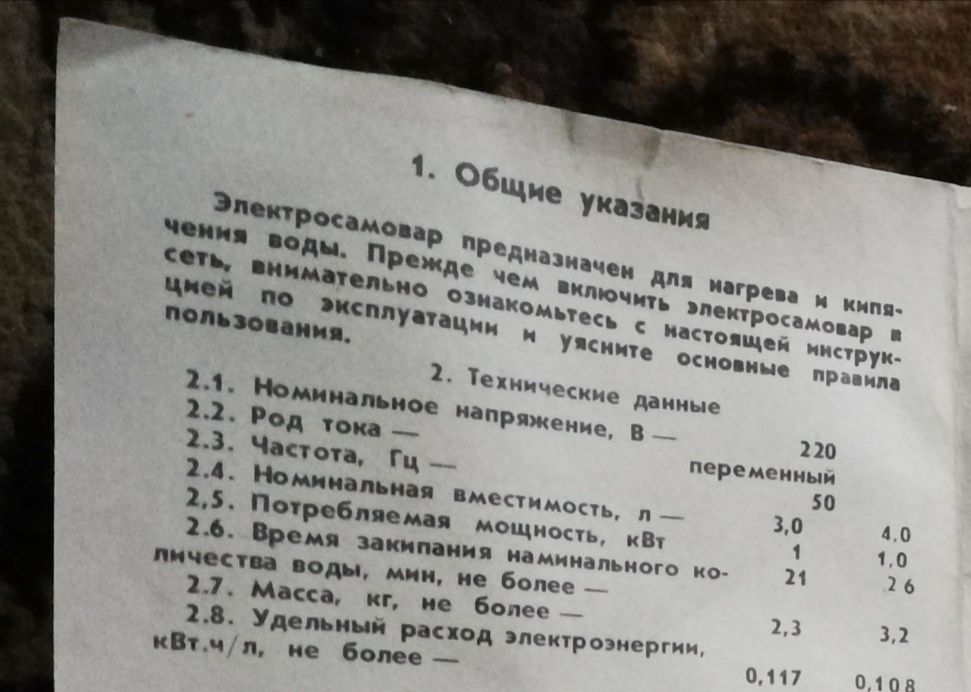 1. Общие указания
Электросамовар предназначен для нагрева и кипя-
чения воды. Прежде чем включить электросамовар в
сеть, внимательно ознакомьтесь с настоящей инструк-
цией по эксплуатации и уясните основные правила
пользования.
2. Технические данные
2.1. Номинальное напряжение, В — 220
2.2. Род тока — переменный
2.3. Частота, Гц — 50
2.4. Номинальная вместимость, л — 3,0 4,0
2,5. Потребляемая мощность, кВт 1 1,0
2.6. Время закипания наминального ко-
личества воды, мин, не более — 21 26
2.7. Масса, кг, не более — 2,3 3,2
2.8. Удельный расход электроэнергии,
кВт.ч/л, не более — 0,117 0,108